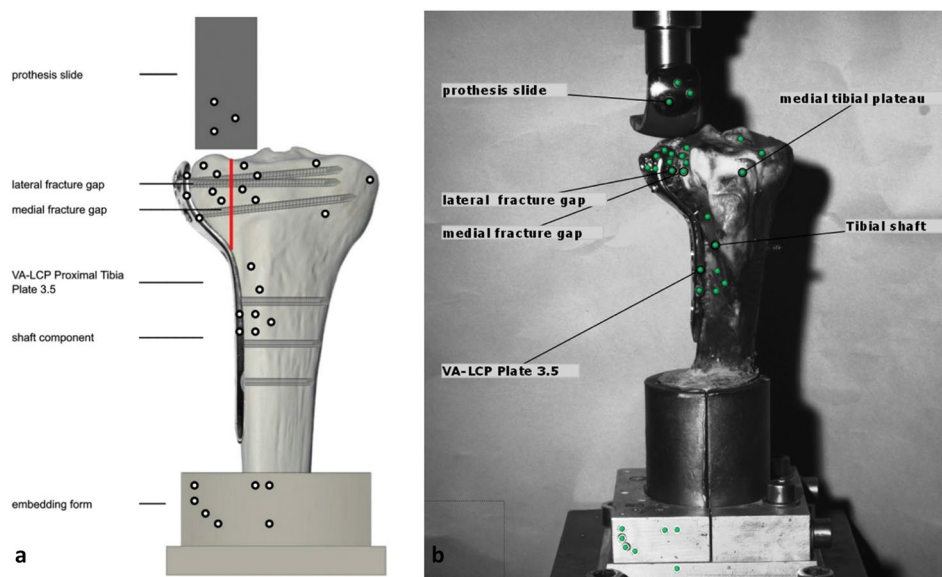 prothesis slide
lateral fracture gap
medial fracture gap
VA-LCP Proximal Tibia
Plate 3.5
shaft component
embedding form
a
prothesis slide
medial tibial plateau
lateral fracture gap
medial fracture gap
Tibial shaft
VA-LCP Plate 3.5
b